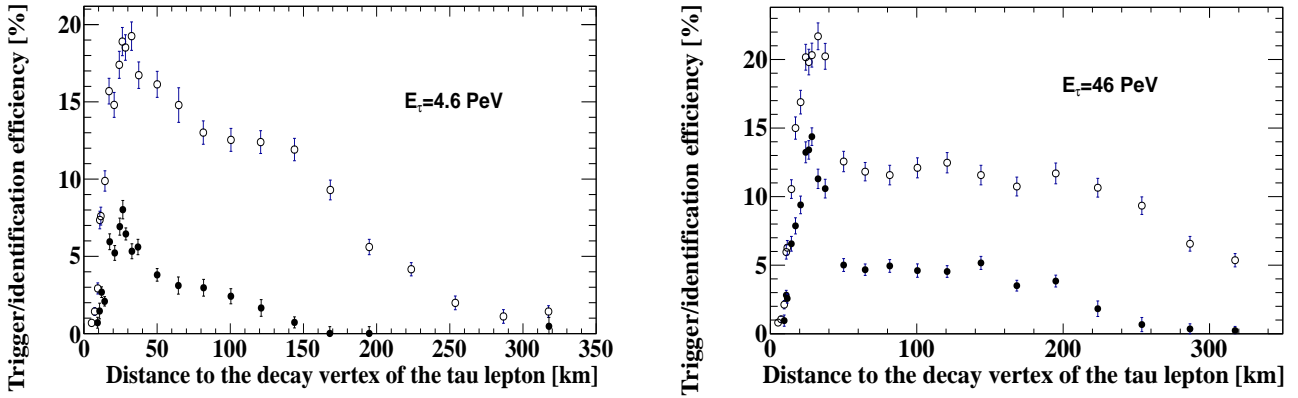 Trigger/identification efficiency [%]
20
15
10
5
0
E_τ=4.6 PeV
0 50 100 150 200 250 300 350
Distance to the decay vertex of the tau lepton [km]
Trigger/identification efficiency [%]
20
15
10
5
0
E_τ=46 PeV
0 100 200 300
Distance to the decay vertex of the tau lepton [km]